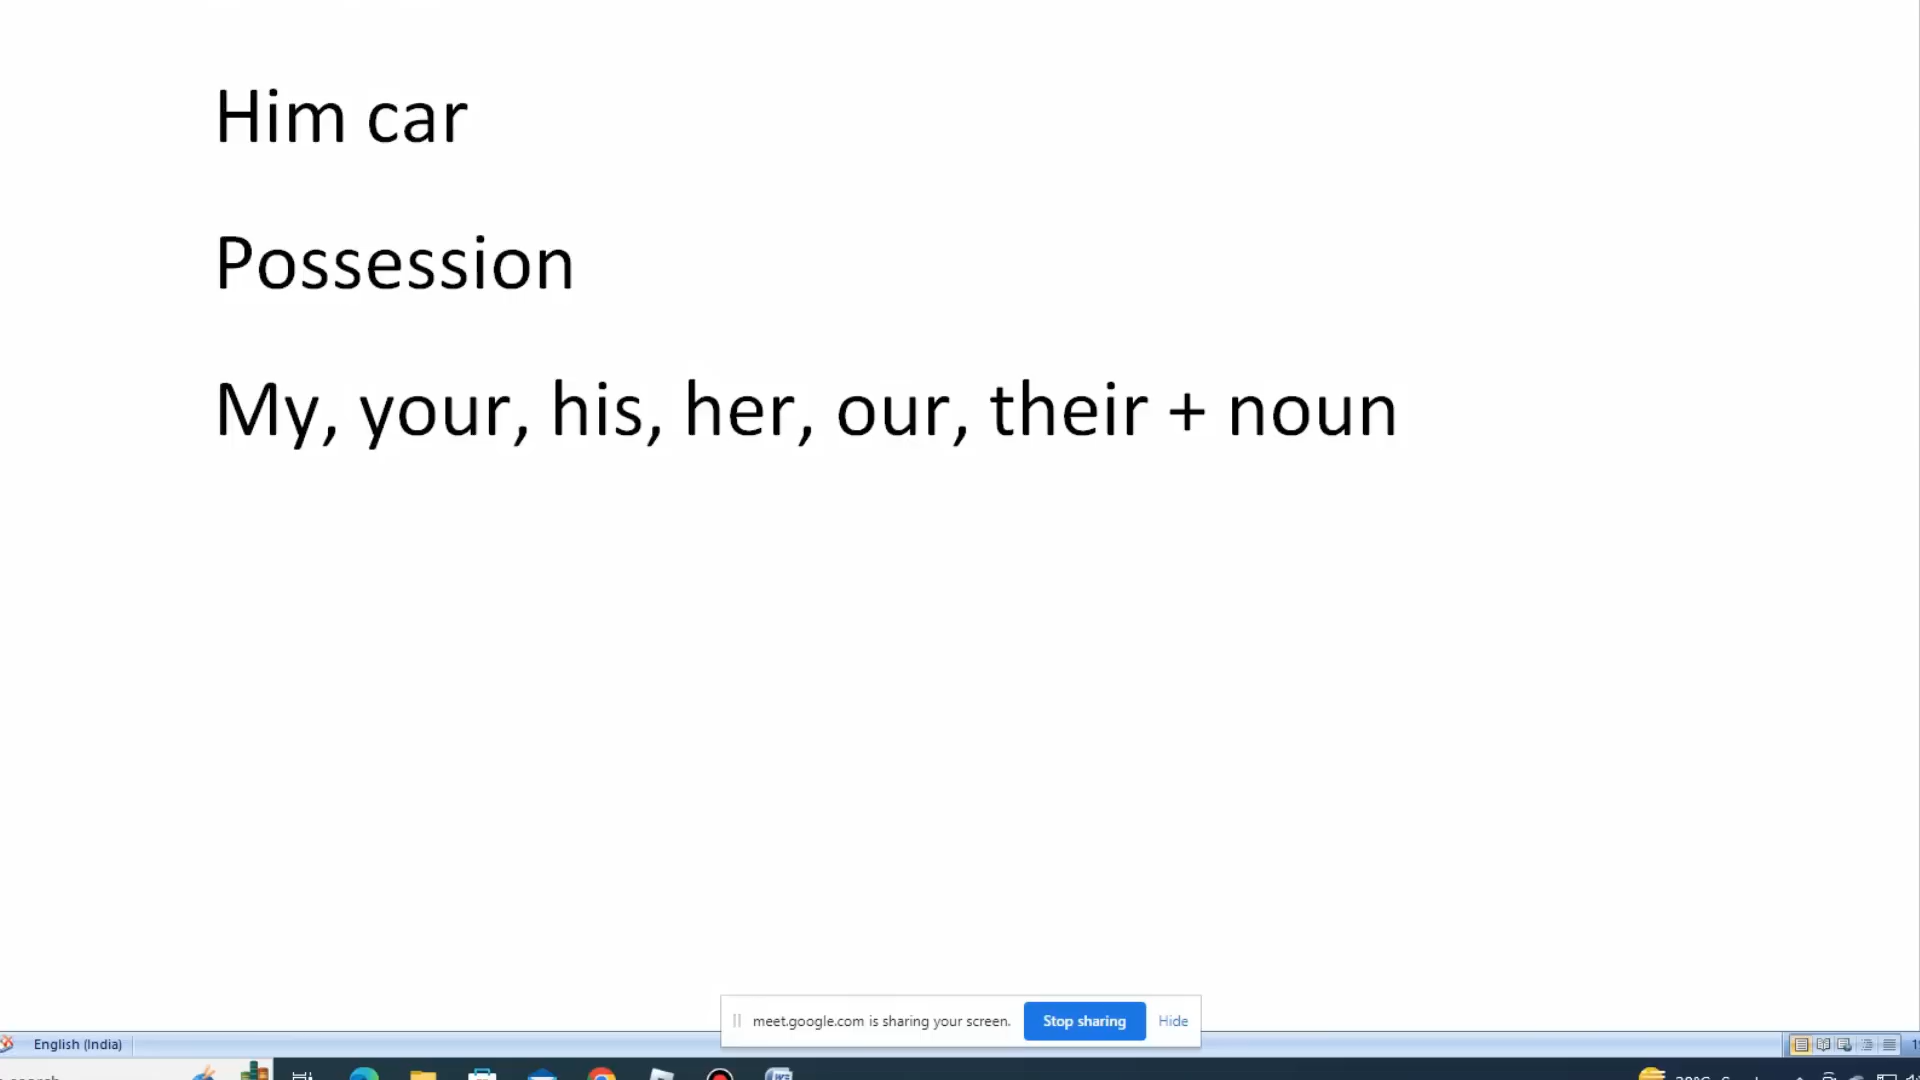 Him car
Possession
My, your, his, her, our, their + noun
meet.google.com is sharing your screen. Stop sharing Hide
English (India)